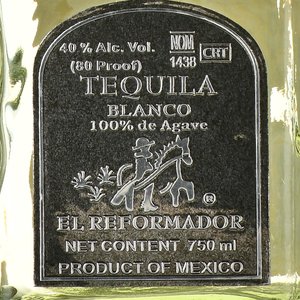 40 % Alc. Vol.
(80 Proof)
NOM
1438
CRT
TEQUILA
BLANCO
100% de Agave
®
EL REFORMADOR
NET CONTENT 750 ml
PRODUCT OF MEXICO